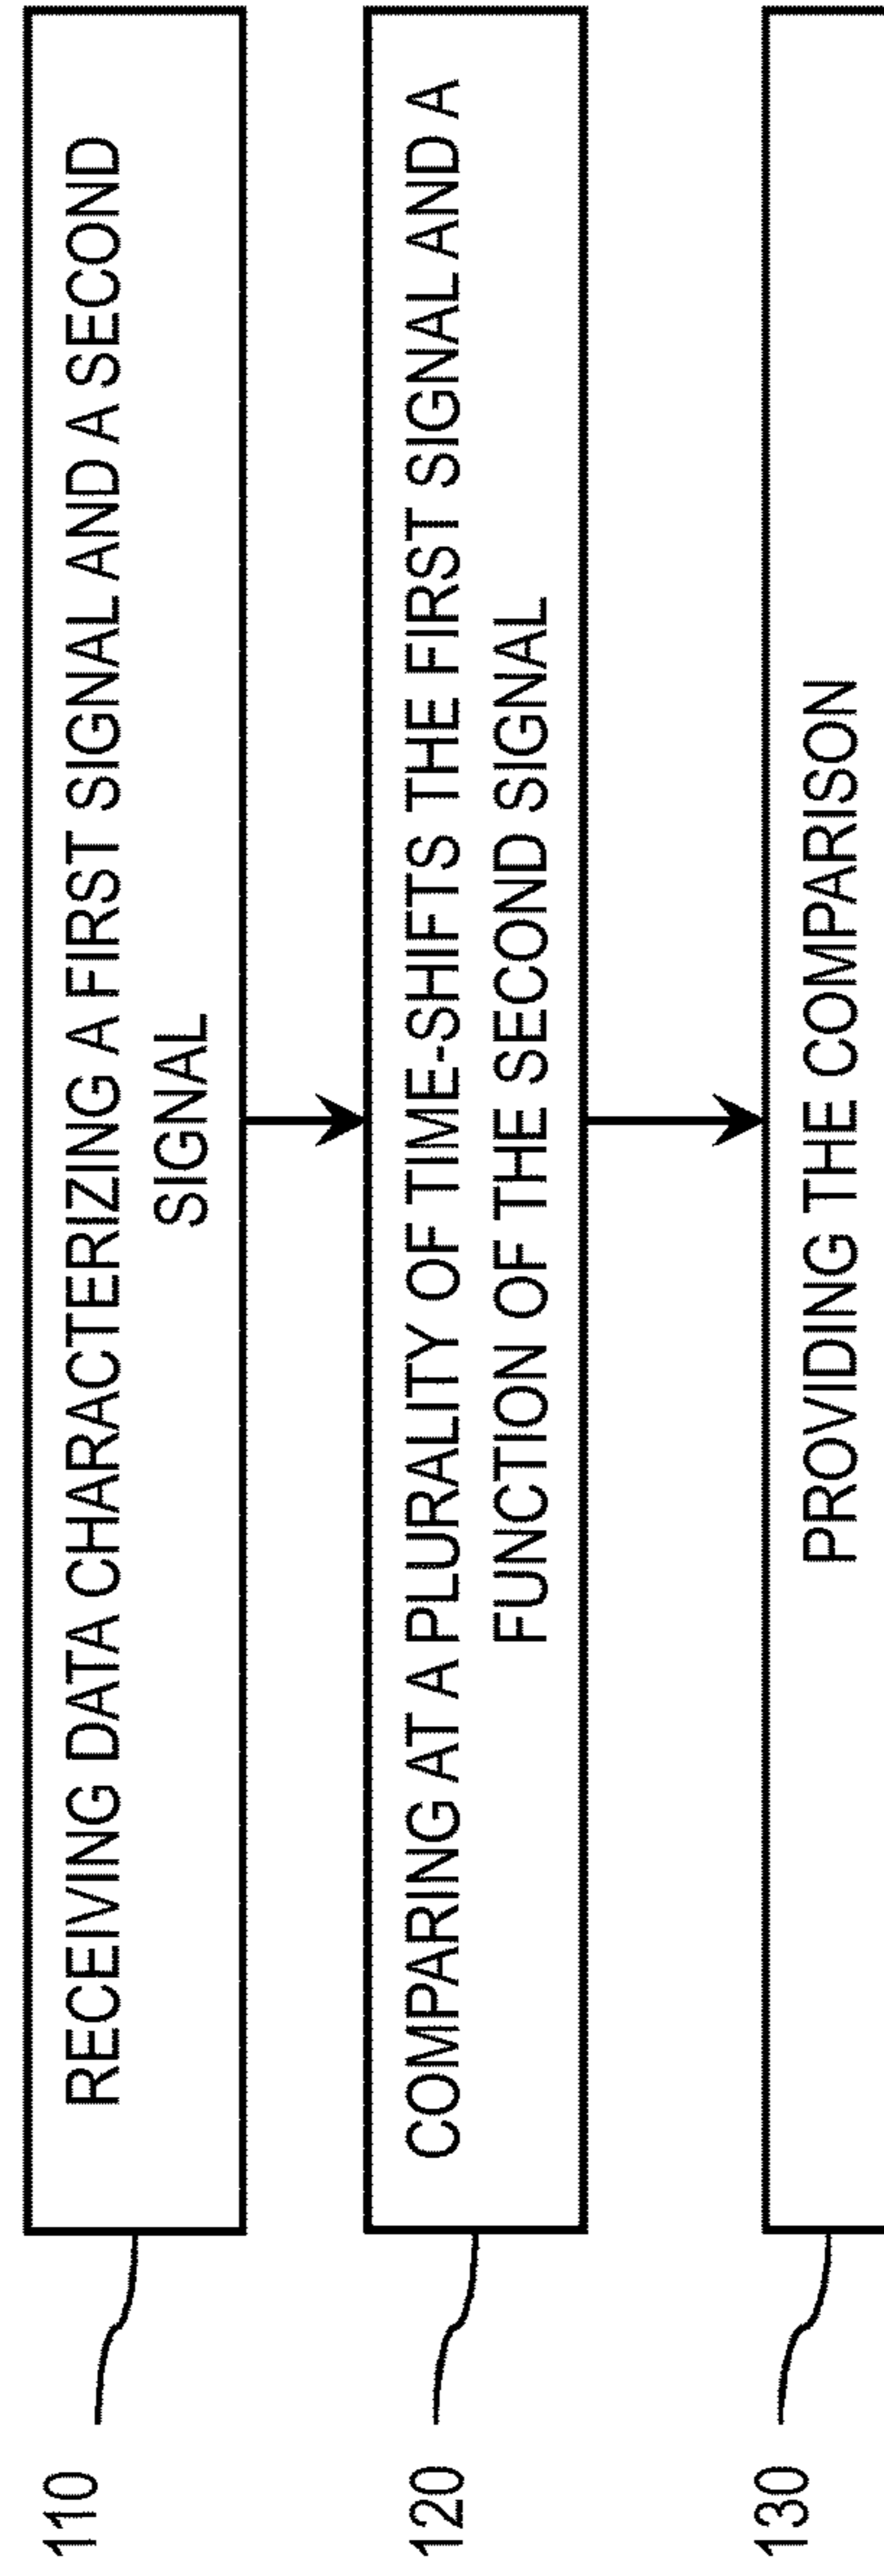 110
RECEIVING DATA CHARACTERIZING A FIRST SIGNAL AND A SECOND
SIGNAL
120
COMPARING AT A PLURALITY OF TIME-SHIFTS THE FIRST SIGNAL AND A
FUNCTION OF THE SECOND SIGNAL
130
PROVIDING THE COMPARISON